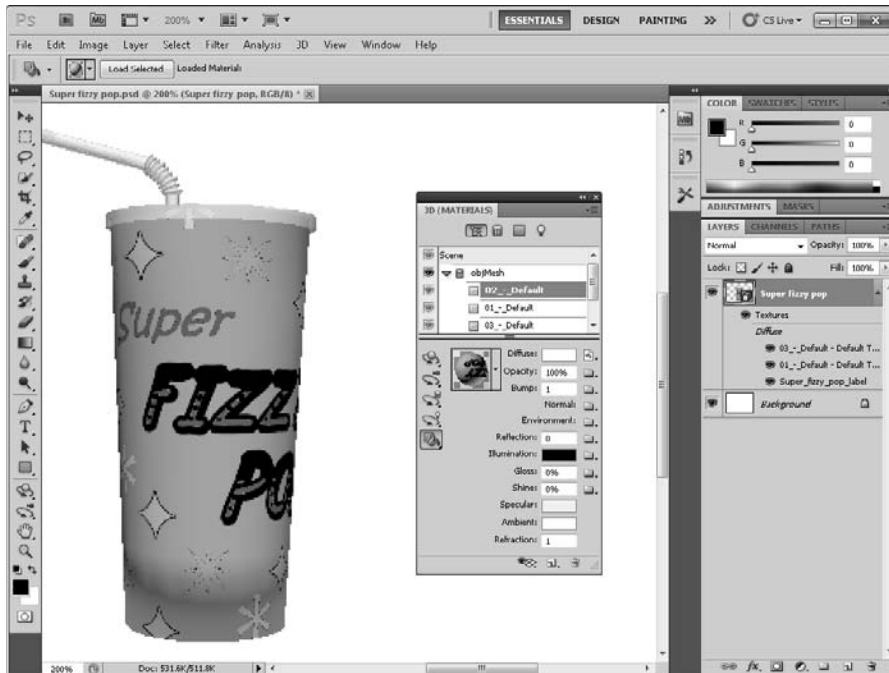 Ps Mb 200% ESSENTIALS DESIGN PAINTING >> CS Live
File Edit Image Layer Select Filter Analysis 3D View Window Help
Load Selected Loaded Material:
Super fizzy pop.psd @ 200% (Super fizzy pop, RGB/8) *
Super
FIZZ
PO
200% Doc: 531.6K/511.8K
3D {MATERIALS}
Scene
objMesh
02_-_Default
01_-_Default
03_-_Default
Diffuse:
Opacity: 100%
Bump: 1
Normal:
Environment:
Reflection: 0
Illumination:
Gloss: 0%
Shine: 0%
Specular:
Ambient:
Refraction: 1
Mb
COLOR SWATCHES STYLES
R 0
G 0
B 0
ADJUSTMENTS MASKS
LAYERS CHANNELS PATHS
Normal Opacity: 100%
Lock: Fill: 100%
Super fizzy pop
Textures
Diffuse
03_-_Default - Default T...
01_-_Default - Default T...
Super_fizzy_pop_label
Background
fx